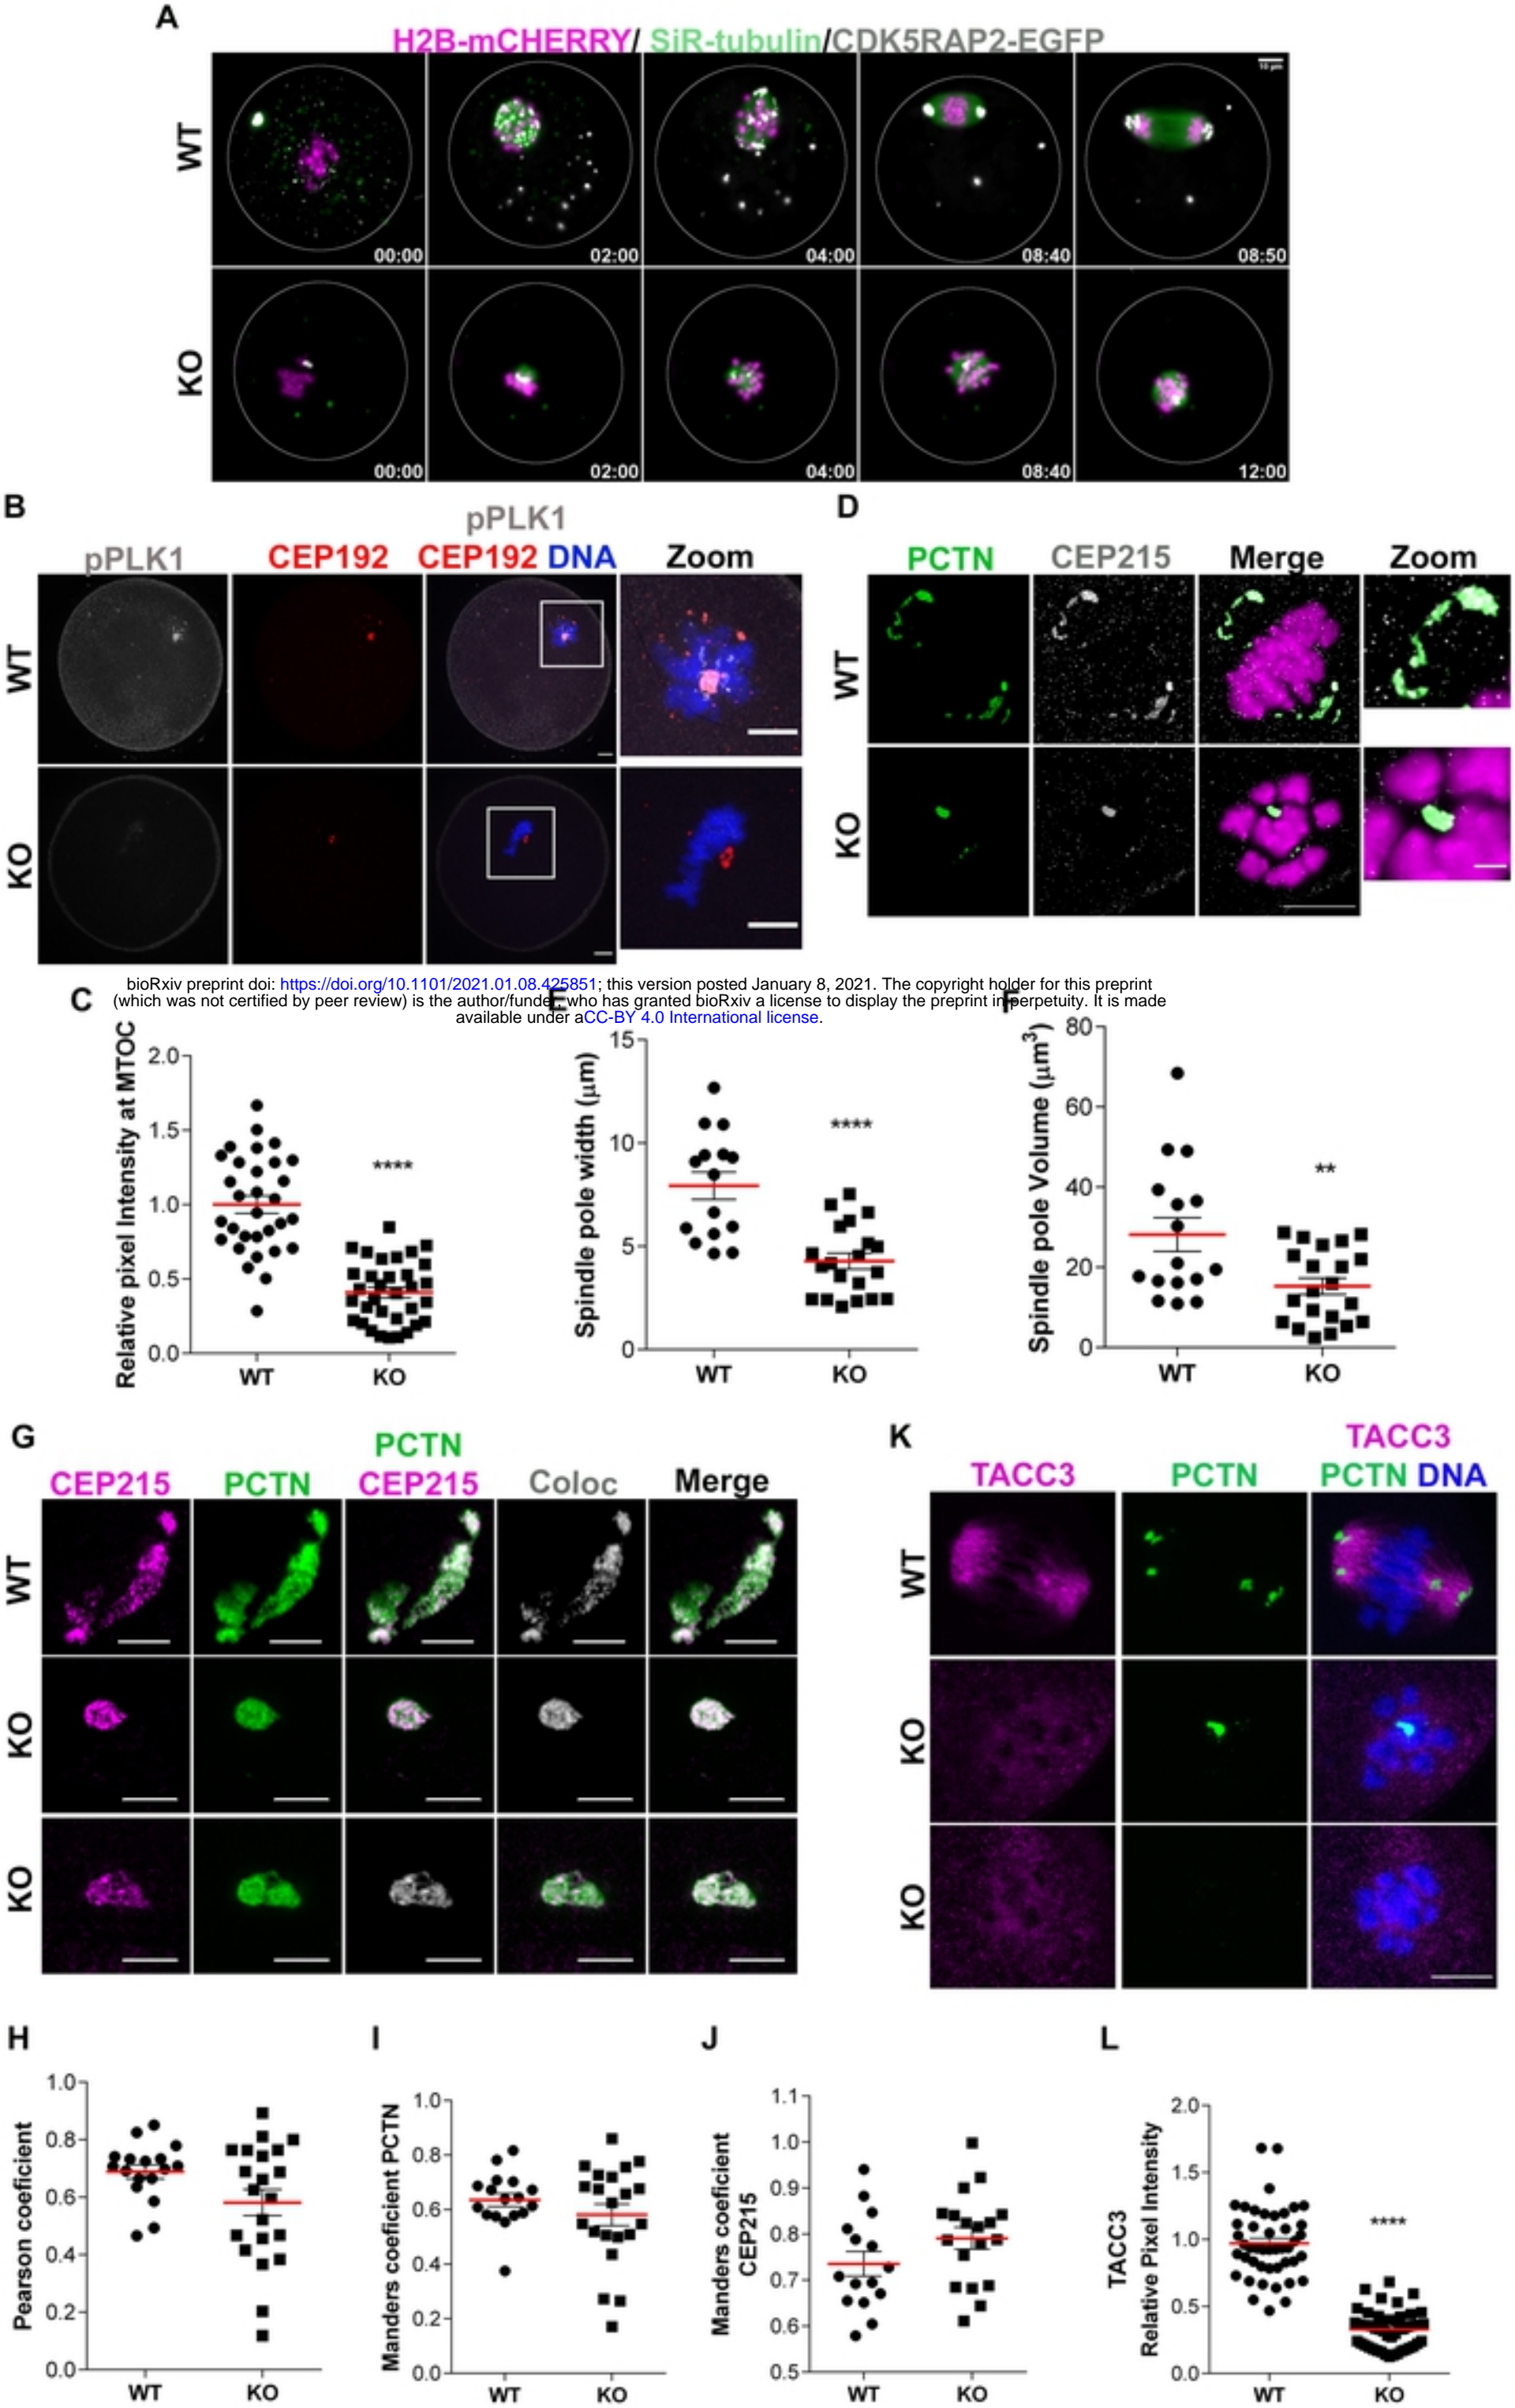 A
H2B-mCHERRY/ SiR-tubulin/CDK5RAP2-EGFP
10 µm
WT
00:00
02:00
04:00
08:40
08:50
KO
00:00
02:00
04:00
08:40
12:00
B
pPLK1
pPLK1 CEP192 CEP192 DNA Zoom
WT
KO
D
PCTN CEP215 Merge Zoom
WT
KO
bioRxiv preprint doi: https://doi.org/10.1101/2021.01.08.425851; this version posted January 8, 2021. The copyright holder for this preprint
(which was not certified by peer review) is the author/funder, who has granted bioRxiv a license to display the preprint in perpetuity. It is made
available under aCC-BY 4.0 International license.
C
Relative pixel Intensity at MTOC
2.0
1.5
1.0
0.5
0.0
****
WT KO
E
Spindle pole width (µm)
15
10
5
0
****
WT KO
F
Spindle pole Volume (µm³)
80
60
40
20
0
**
WT KO
G
PCTN
CEP215 PCTN CEP215 Coloc Merge
WT
KO
KO
K
TACC3
TACC3 PCTN PCTN DNA
WT
KO
KO
H
Pearson coeficient
1.0
0.8
0.6
0.4
0.2
0.0
WT KO
I
Manders coeficient PCTN
1.0
0.8
0.6
0.4
0.2
0.0
WT KO
J
Manders coeficient
CEP215
1.1
1.0
0.9
0.8
0.7
0.6
0.5
WT KO
L
TACC3
Relative Pixel Intensity
2.0
1.5
1.0
0.5
0.0
****
WT KO